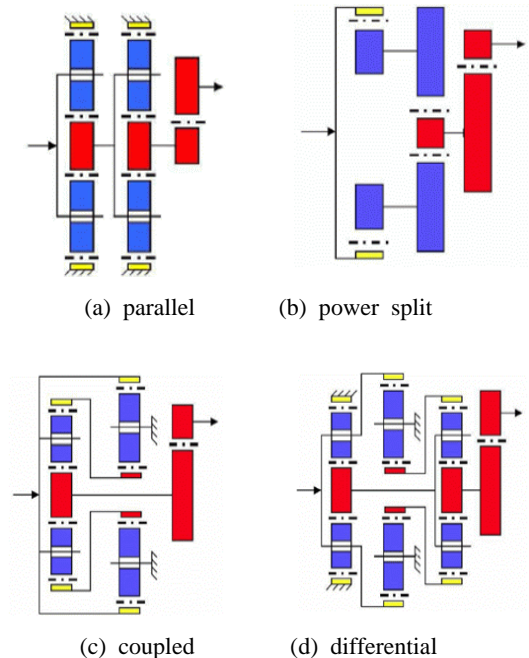 (a) parallel
(b) power split
(c) coupled
(d) differential